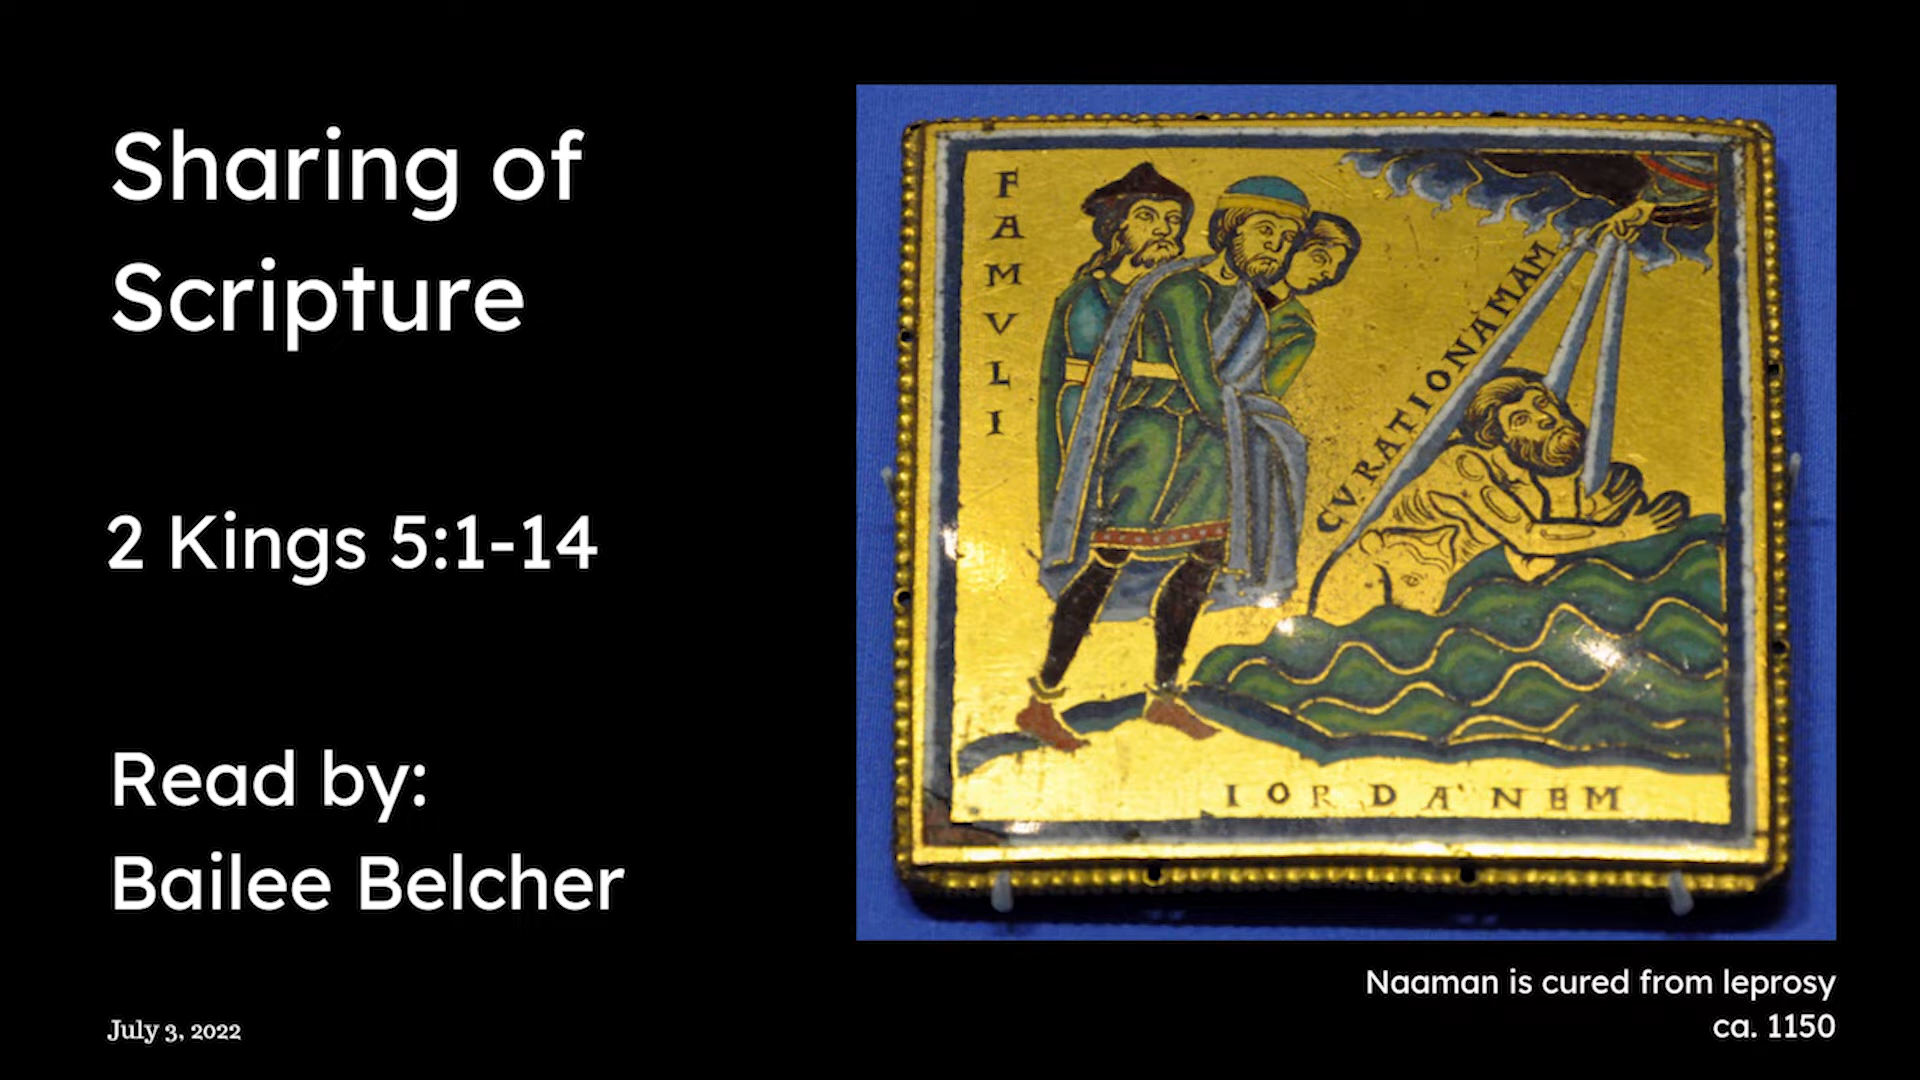 Sharing of
Scripture
2 Kings 5:1-14
Read by:
Bailee Belcher
July 3, 2022
FAMVLI
CVRATIONAMAM
IORDANEM
Naaman is cured from leprosy
ca. 1150